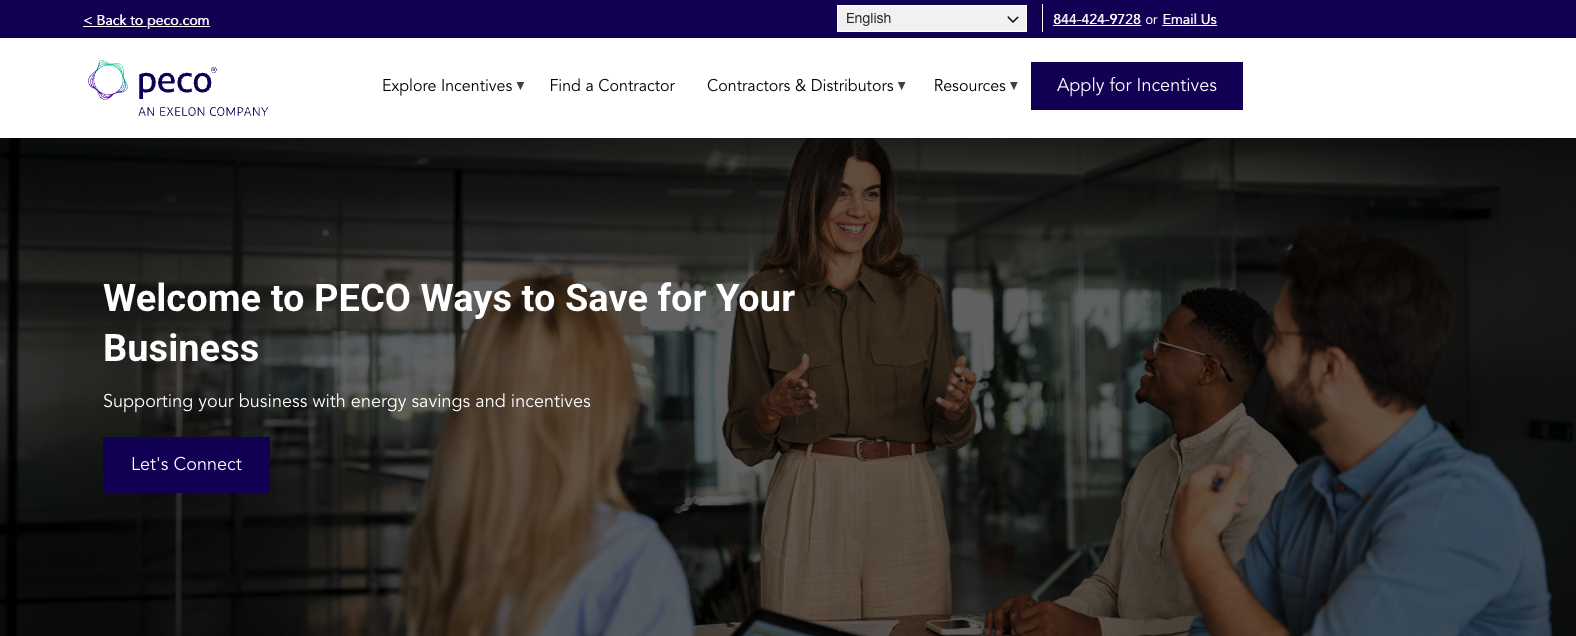 < Back to peco.com
English
844-424-9728 or Email Us
peco®
AN EXELON COMPANY
Explore Incentives ▾
Find a Contractor
Contractors & Distributors ▾
Resources ▾
Apply for Incentives
Welcome to PECO Ways to Save for Your
Business
Supporting your business with energy savings and incentives
Let's Connect